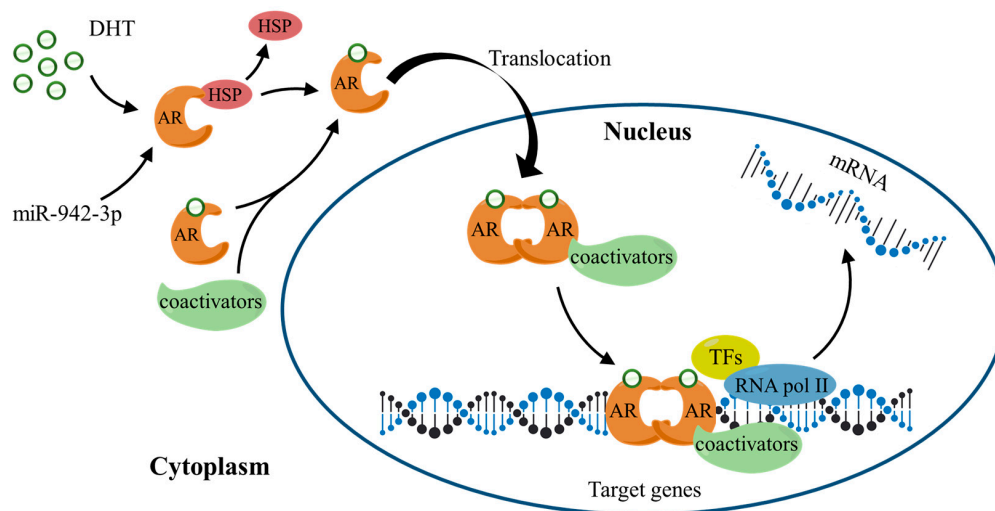 DHT
HSP
HSP
AR
AR
Translocation
miR-942-3p
AR
coactivators
Nucleus
mRNA
AR
AR
coactivators
TFs
RNA pol II
AR
AR
coactivators
Cytoplasm
Target genes